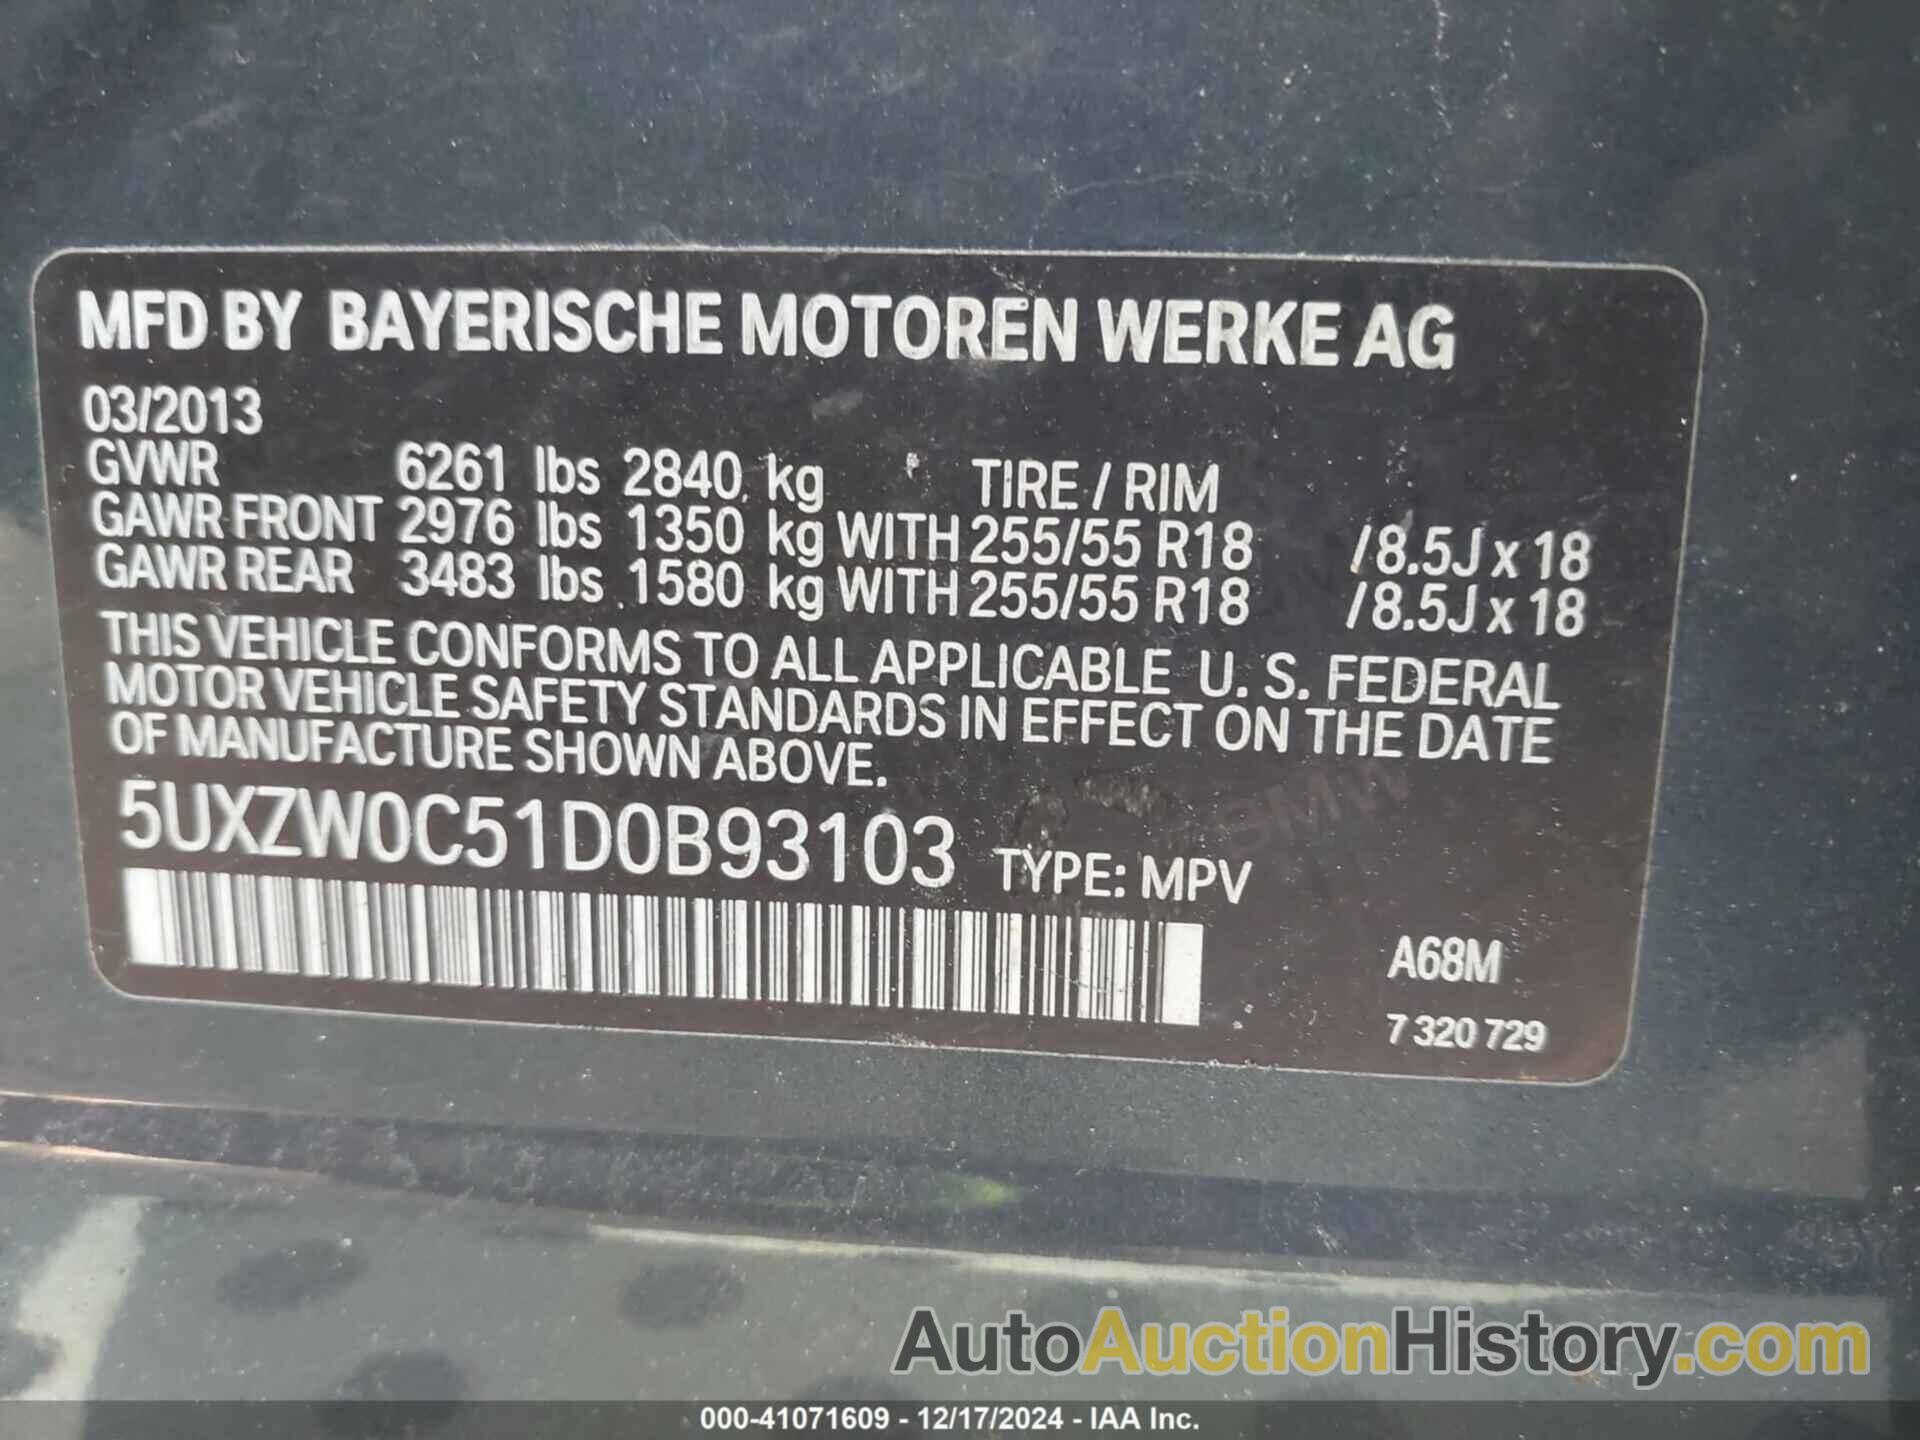 MFD BY BAYERISCHE MOTOREN WERKE AG
03/2013
GVWR 6261 lbs 2840 kg TIRE / RIM
GAWR FRONT 2976 lbs 1350 kg WITH 255/55 R18 / 8.5J x 18
GAWR REAR 3483 lbs 1580 kg WITH 255/55 R18 / 8.5J x 18
THIS VEHICLE CONFORMS TO ALL APPLICABLE U. S. FEDERAL
MOTOR VEHICLE SAFETY STANDARDS IN EFFECT ON THE DATE
OF MANUFACTURE SHOWN ABOVE.
5UXZW0C51D0B93103 TYPE: MPV
BMW
A68M
7 320 729
AutoAuctionHistory.com
000-41071609 - 12/17/2024 - IAA Inc.